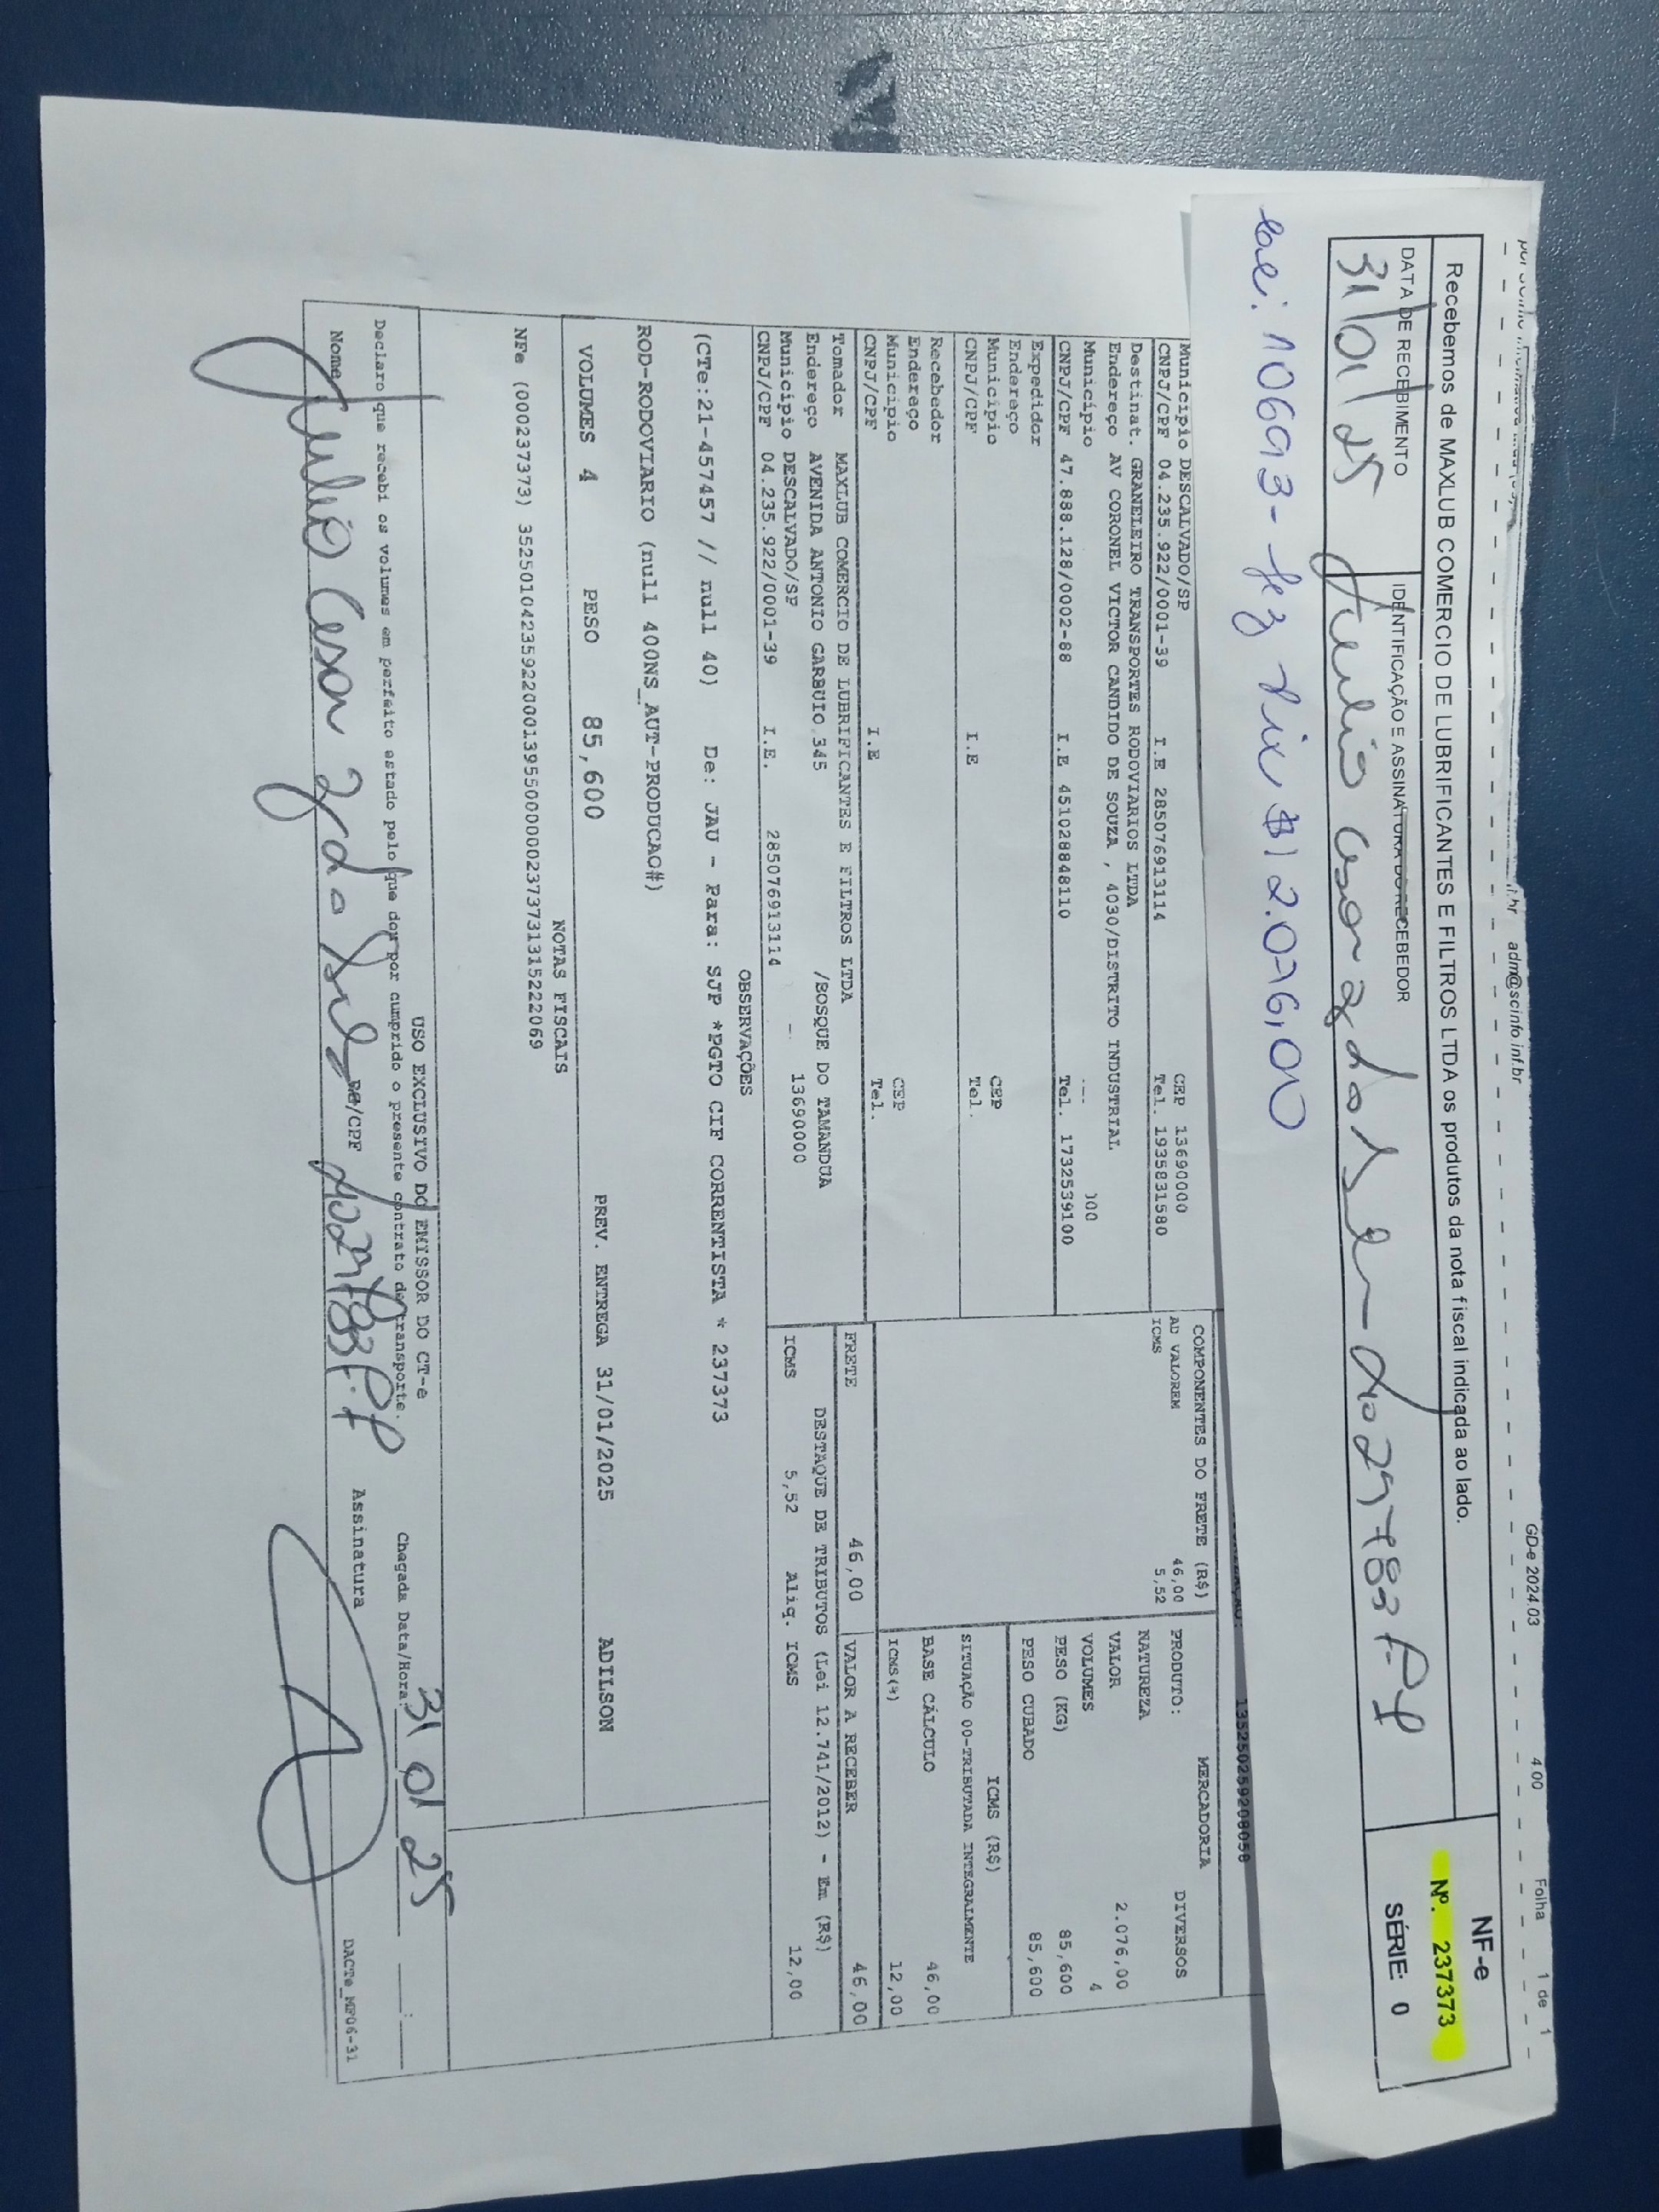 adm@scinfo.inf.br GD-e 2024.03 4.00 Folha 1 de 1
Recebemos de MAXLUB COMERCIO DE LUBRIFICANTES E FILTROS LTDA os produtos da nota fiscal indicada ao lado.
NF-e
Nº. 237373
SÉRIE: 0
DATA DE RECEBIMENTO
IDENTIFICAÇÃO E ASSINATURA DO RECEBEDOR
31/01/25
2.076,00
13525025920805
Município DESCALVADO/SP CEP 13690000
CNPJ/CPF 04.235.922/0001-39 I.E 285076913114 Tel. 1935831580
Destinat. GRANELEIRO TRANSPORTES RODOVIARIOS LTDA
Endereço AV CORONEL VICTOR CANDIDO DE SOUZA , 4030/DISTRITO INDUSTRIAL
Município
CNPJ/CPF 47.888.128/0002-88 I.E 451028848110 Tel. 1732539100
Expedidor
Endereço
Município CEP
CNPJ/CPF I.E Tel.
Recebedor
Endereço
Município CEP
CNPJ/CPF I.E Tel.
Tomador MAXLUB COMERCIO DE LUBRIFICANTES E FILTROS LTDA
Endereço AVENIDA ANTONIO GARBUIO 345 /BOSQUE DO TAMANDUA
Município DESCALVADO/SP - 13690000
CNPJ/CPF 04.235.922/0001-39 I.E. 285076913114
COMPONENTES DO FRETE (R$)
AD VALOREM 46,00
ICMS 5,52
MERCADORIA
PRODUTO: DIVERSOS
NATUREZA
VALOR 2.076,00
VOLUMES 4
PESO (KG) 85,600
PESO CUBADO 85,600
ICMS (R$)
SITUAÇÃO 00-TRIBUTADA INTEGRALMENTE
BASE CÁLCULO 46,00
ICMS(%) 12,00
FRETE 46,00 VALOR A RECEBER 46,00
DESTAQUE DE TRIBUTOS (Lei 12.741/2012) - Em (R$)
ICMS 5,52 Aliq. ICMS 12,00
OBSERVAÇÕES
(CTe:21-457457 // null 40) De: JAU - Para: SJP *PGTO CIF CORRENTISTA * 237373
ROD-RODOVIARIO (null 400NS_AUT-PRODUCAO#)
VOLUMES 4 PESO 85,600 PREV. ENTREGA 31/01/2025 ADILSON
NOTAS FISCAIS
NFe (000237373) 35250104235922000139550000002373731315222069
USO EXCLUSIVO DO EMISSOR DO CT-e
Declaro que recebi os volumes em perfeito estado pelo que dou por cumprido o presente contrato de transporte.
Chegada Data/Hora: 31 01 25 __:__
Nome RG/CPF Assinatura
DACTe_MF06-31